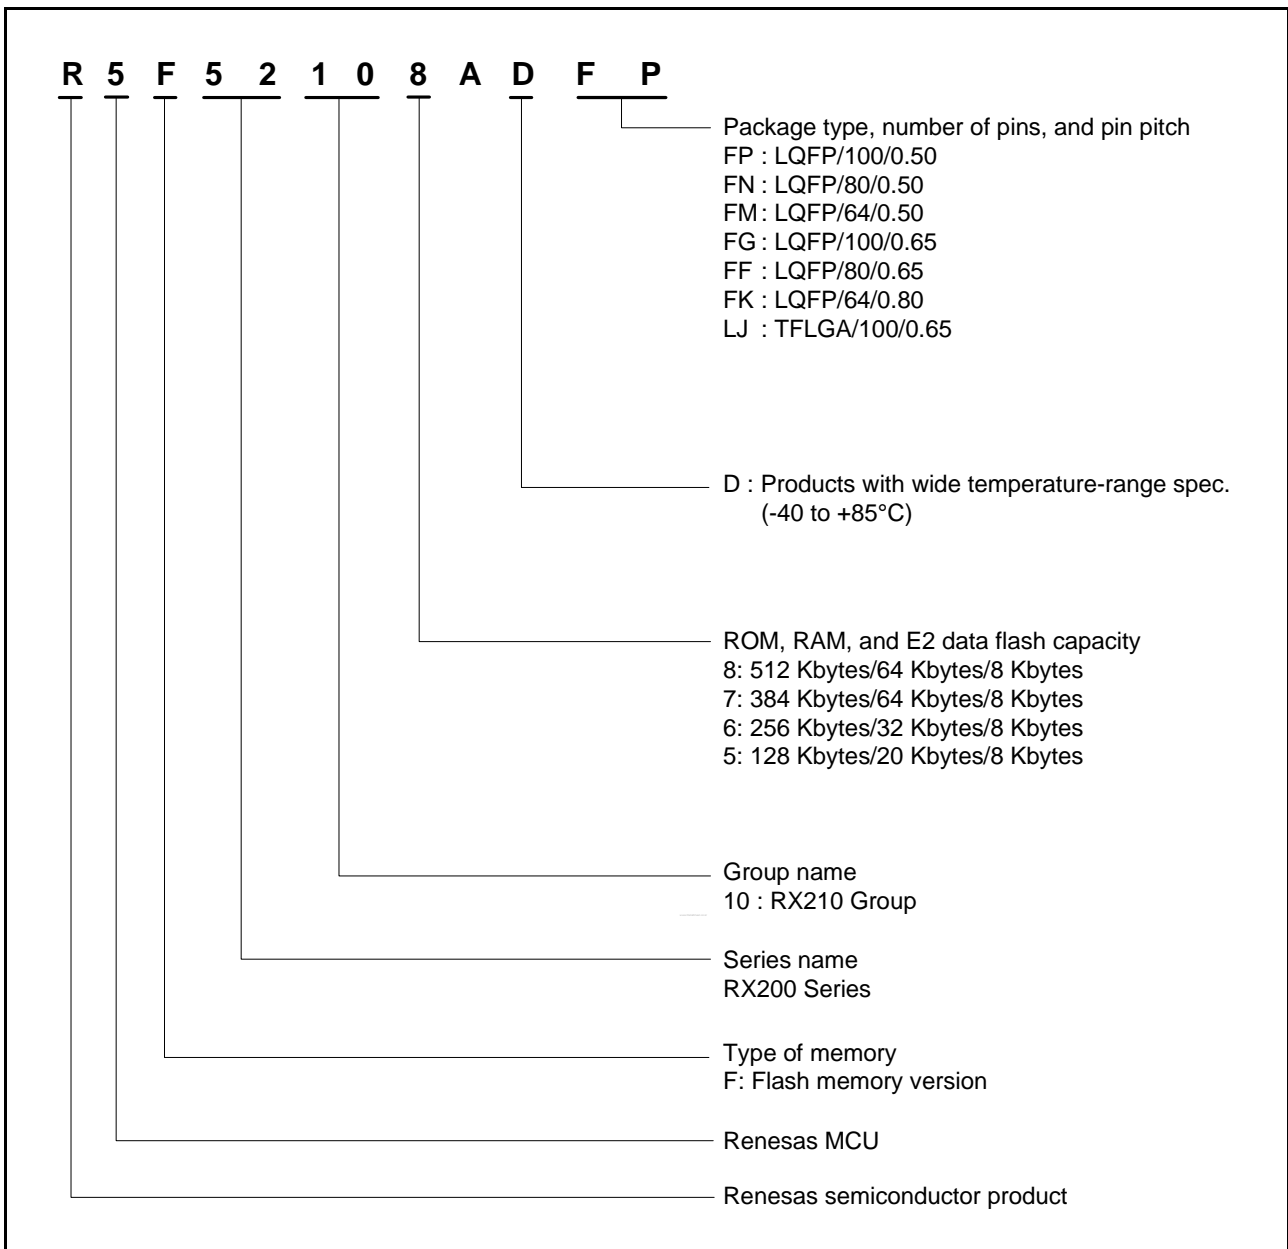 R 5 F 5 2 1 0 8 A D F P
Package type, number of pins, and pin pitch
FP : LQFP/100/0.50
FN : LQFP/80/0.50
FM : LQFP/64/0.50
FG : LQFP/100/0.65
FF : LQFP/80/0.65
FK : LQFP/64/0.80
LJ : TFLGA/100/0.65
D : Products with wide temperature-range spec.
(-40 to +85°C)
ROM, RAM, and E2 data flash capacity
8: 512 Kbytes/64 Kbytes/8 Kbytes
7: 384 Kbytes/64 Kbytes/8 Kbytes
6: 256 Kbytes/32 Kbytes/8 Kbytes
5: 128 Kbytes/20 Kbytes/8 Kbytes
Group name
10 : RX210 Group
Series name
RX200 Series
Type of memory
F: Flash memory version
Renesas MCU
Renesas semiconductor product